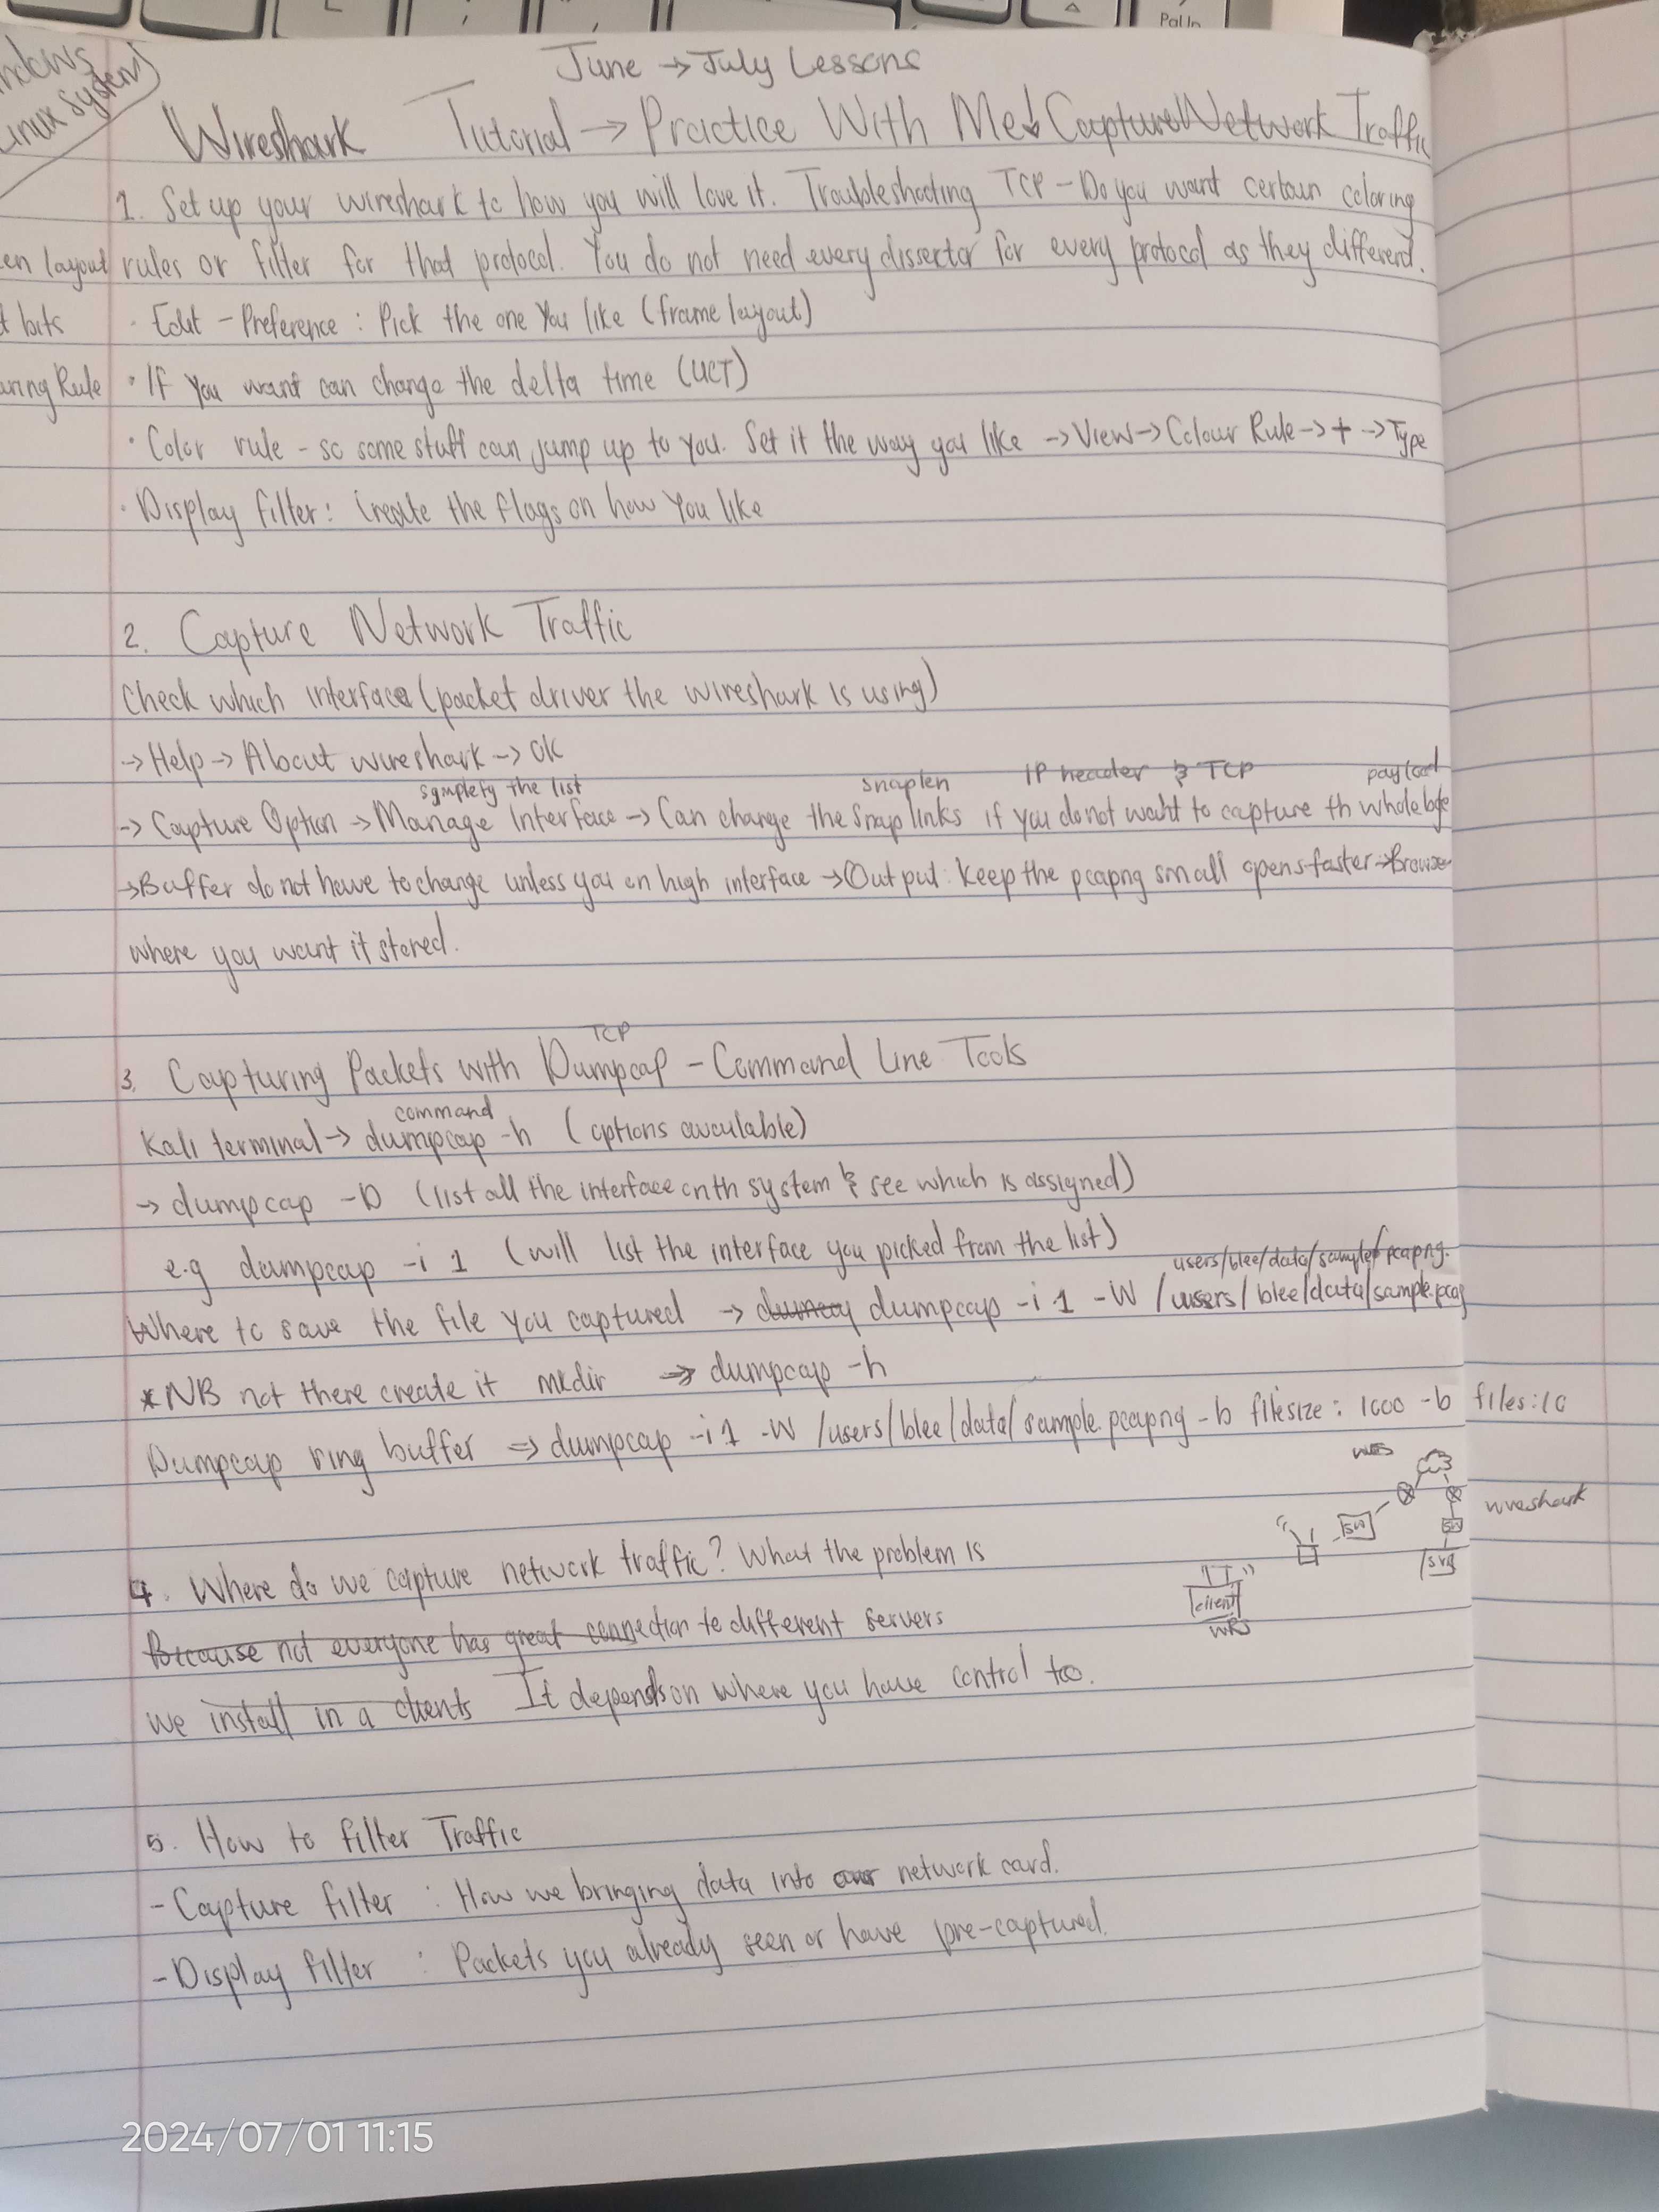 Pal In
ndows
Linux System)
June → July Lessons
Wireshark Tutorial → Practice With Me! Capture Network Traffic
1. Set up your wireshark to how you will love it. Troubleshooting TCP - Do you want certain coloring
en layout rules or filter for that protocol. You do not need every dissector for every protocol as they different.
t bits · Edit - Preference : Pick the one You like (frame layout)
uring Rule · If You want can change the delta time (UCT)
· Color rule - so some stuff can jump up to you. Set it the way you like → View → Colour Rule → + → Type
· Display filter : Create the flags on how You like
2. Capture Network Traffic
Check which interface (packet driver the wireshark is using)
→ Help → About wireshark → OK
the list snaplen IP header & TCP payload
→ Capture Option → Manage Interface → Can change the Snap links if you do not want to capture th whole
→ Buffer do not have to change unless you on high interface → Output : keep the pcapng small opens faster → Browse
where you want it stored.
TCP
3. Capturing Packets with Dumpcap - Command Line Tools
command
Kali terminal → dumpcap -h (options available)
→ dumpcap -D (list all the interface on th system & see which is assigned)
e.g dumpcap -i 1 (will list the interface you picked from the list)
users/blee/data/sample pcapng.
Where to save the file you captured → dumpcap -i 1 -W /users/blee/data/sample.pcap
* NB not there create it mkdir ⇒ dumpcap -h
Dumpcap ring buffer ⇒ dumpcap -i 1 -W /users/blee/data/sample.pcapng -b filesize : 1000 -b files:10
wireshark
sw
sw
4. Where do we capture network traffic? What the problem is
srv
client
WRS
Because not everyone has great connection to different servers
we install in a clients It depends on where you have control too.
5. How to filter Traffic
- Capture filter : How we bringing data into our network card.
- Display filter : Packets you already seen or have pre-captured.
2024/07/01 11:15